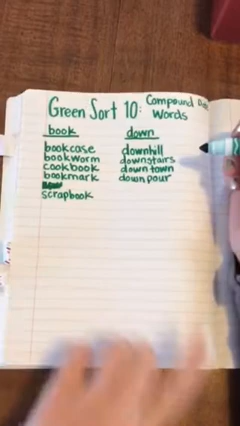 Green Sort 10: Compound
Words
book
bookcase
bookworm
cookbook
bookmark
scrapbook
down
downhill
downstairs
downtown
downpour